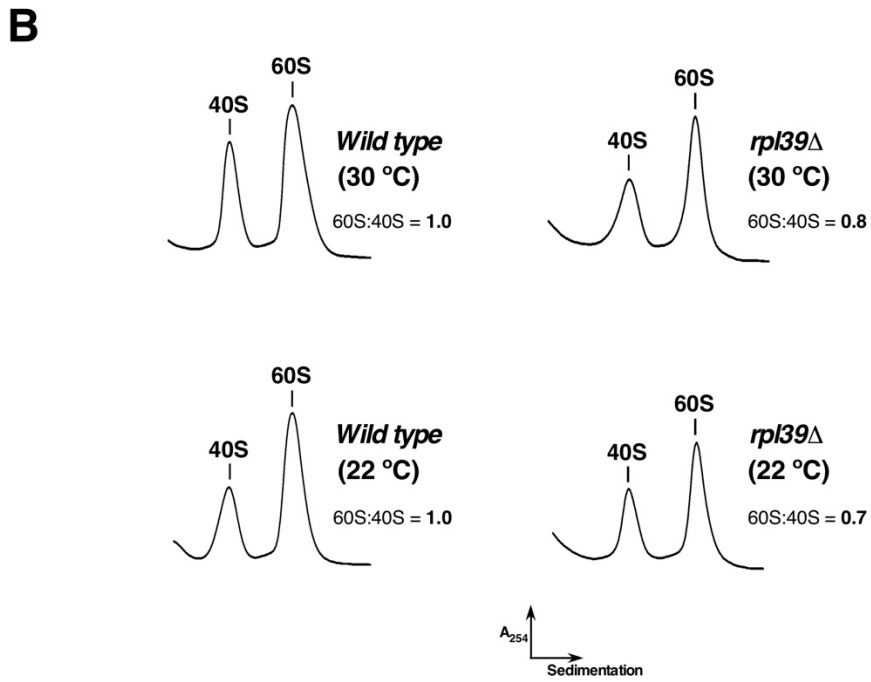 B
60S
40S
Wild type
(30 °C)
60S:40S = 1.0
60S
40S
rpl39Δ
(30 °C)
60S:40S = 0.8
60S
40S
Wild type
(22 °C)
60S:40S = 1.0
60S
40S
rpl39Δ
(22 °C)
60S:40S = 0.7
A254
Sedimentation